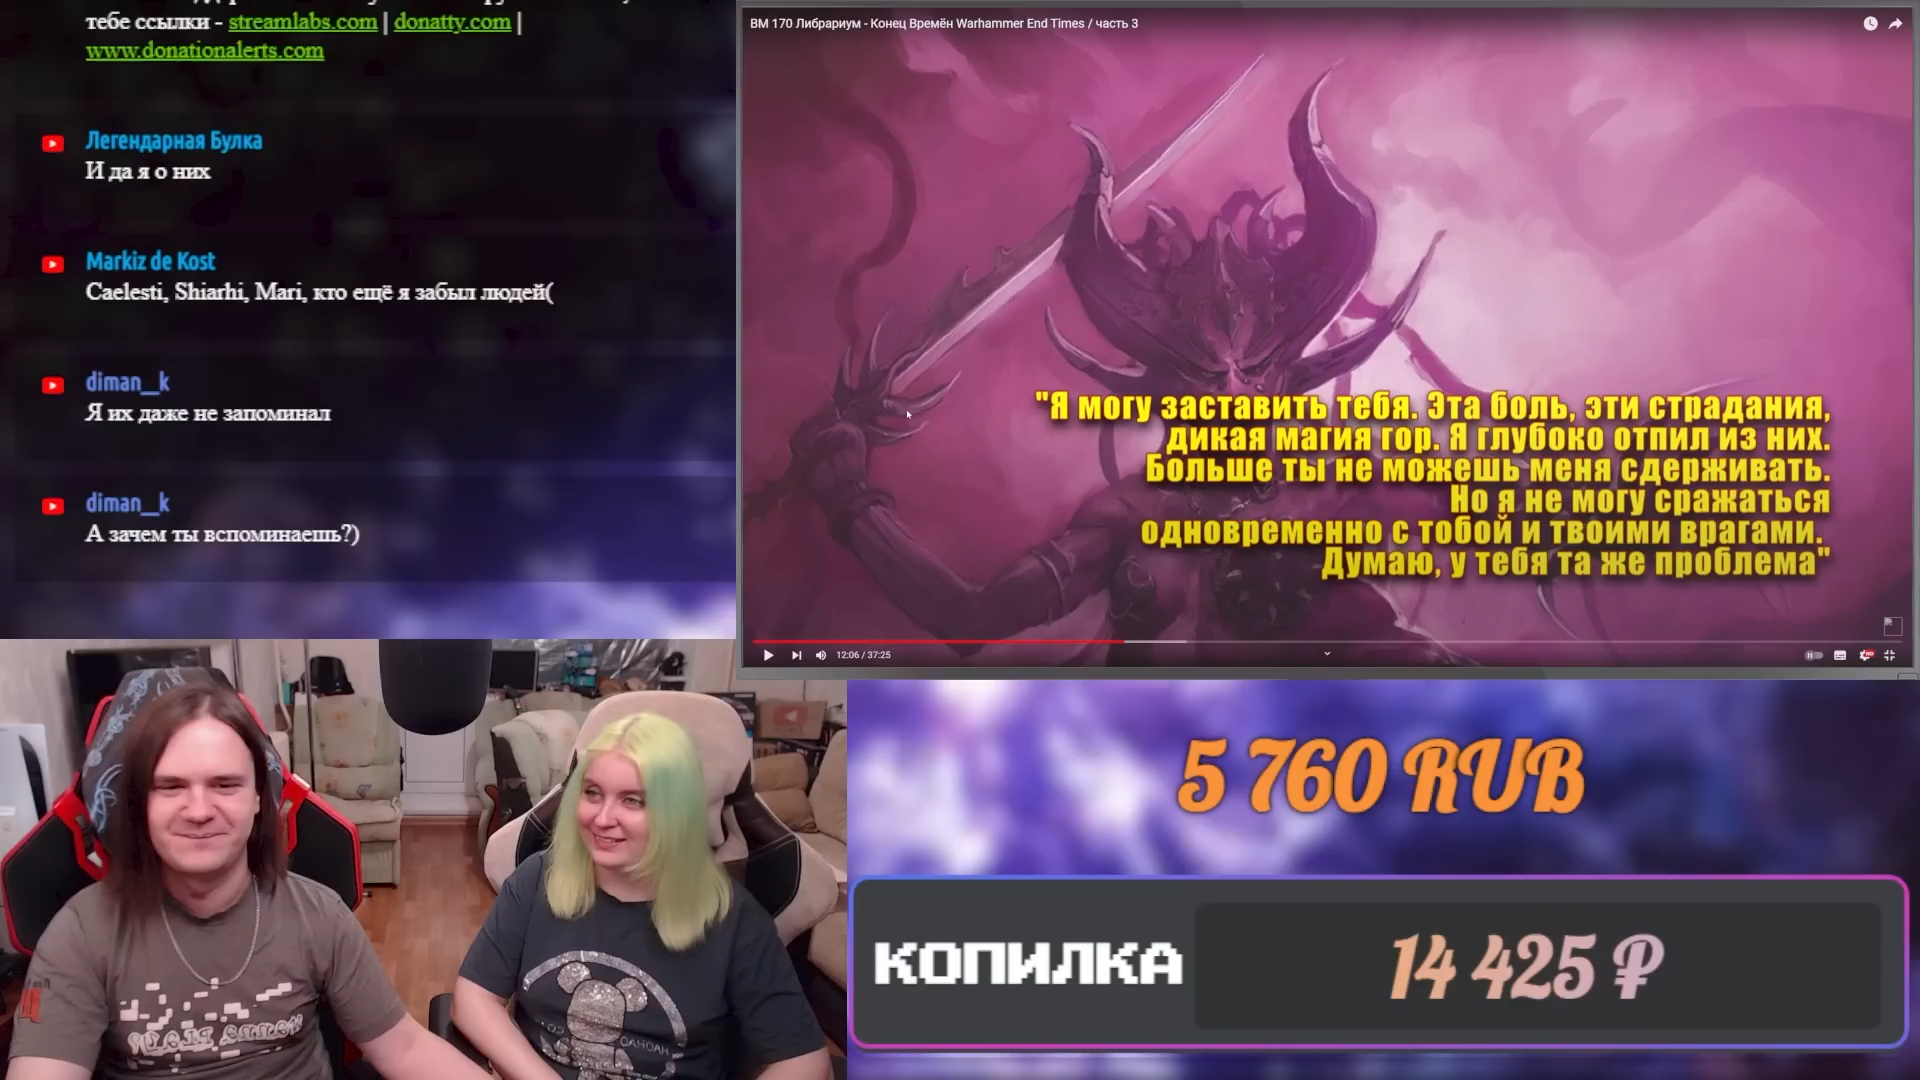 тебе ссылки - streamlabs.com | donatty.com |
www.donationalerts.com
Легендарная Булка
И да я о них
Markiz de Kost
Caelesti, Shiarhi, Mari, кто ещё я забыл людей(
diman__k
Я их даже не запоминал
diman__k
А зачем ты вспоминаешь?)
ВМ 170 Либрариум - Конец Времён Warhammer End Times / часть 3
"Я могу заставить тебя. Эта боль, эти страдания,
дикая магия гор. Я глубоко отпил из них.
Больше ты не можешь меня сдерживать.
Но я не могу сражаться
одновременно с тобой и твоими врагами.
Думаю, у тебя та же проблема"
12:06 / 37:25
5 760 RUB
КОПИЛКА
14 425 ₽